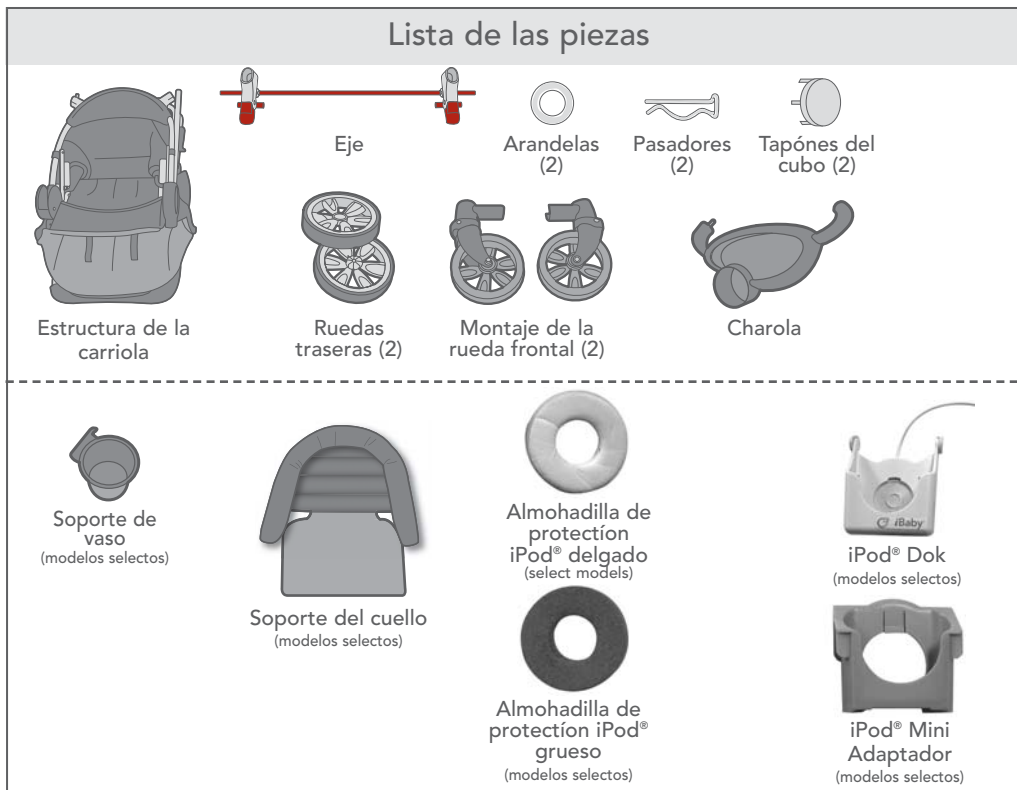 Lista de las piezas
Eje
Arandelas
(2)
Pasadores
(2)
Tapónes del
cubo (2)
Estructura de la
carriola
Ruedas
traseras (2)
Montaje de la
rueda frontal (2)
Charola
Soporte de
vaso
(modelos selectos)
Soporte del cuello
(modelos selectos)
Almohadilla de
protectíon
iPod® delgado
(select models)
iBaby
iPod® Dok
(modelos selectos)
Almohadilla de
protectíon iPod®
grueso
(modelos selectos)
iPod® Mini
Adaptador
(modelos selectos)